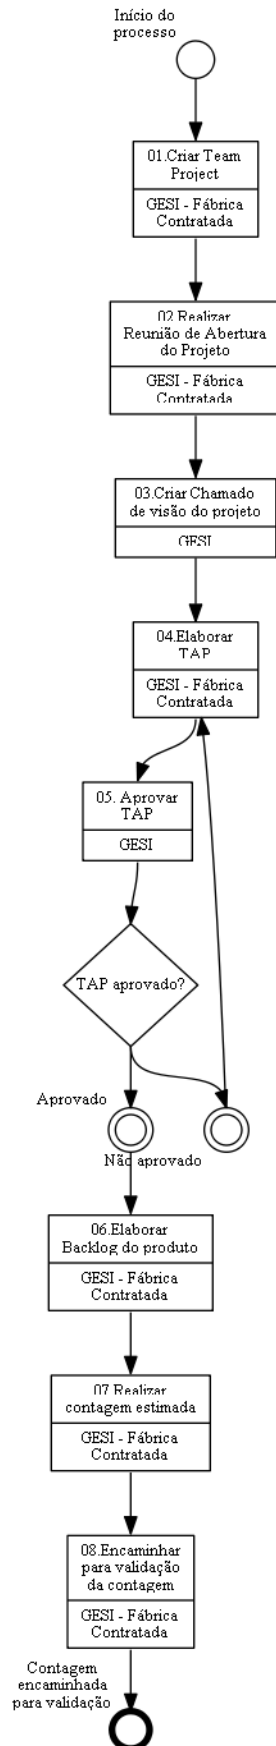 Início do
processo
01.Criar Team
Project
GESI - Fábrica
Contratada
02.Realizar
Reunião de Abertura
do Projeto
GESI - Fábrica
Contratada
03.Criar Chamado
de visão do projeto
GESI
04.Elaborar
TAP
GESI - Fábrica
Contratada
05. Aprovar
TAP
GESI
TAP aprovado?
Aprovado
Não aprovado
06.Elaborar
Backlog do produto
GESI - Fábrica
Contratada
07.Realizar
contagem estimada
GESI - Fábrica
Contratada
08.Encaminhar
para validação
da contagem
GESI - Fábrica
Contratada
Contagem
encaminhada
para validação